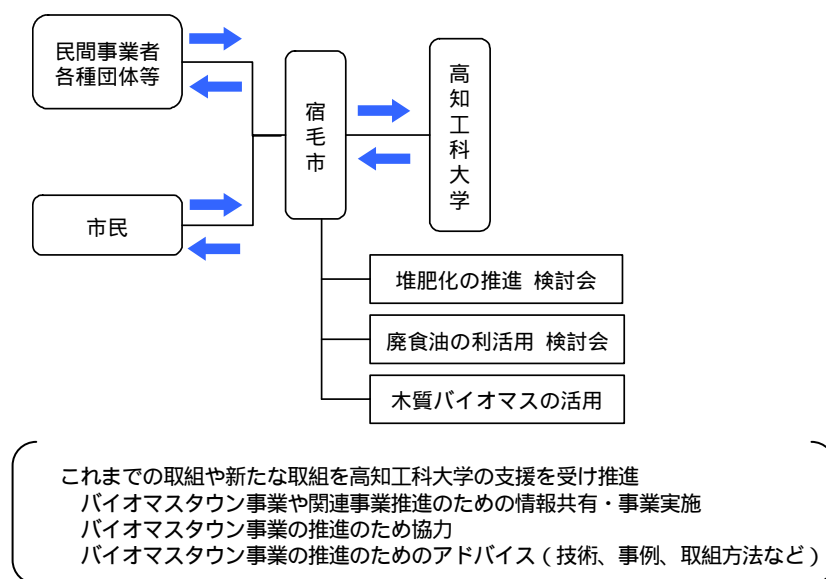 民間事業者
各種団体等
宿毛市
高知工科大学
市民
堆肥化の推進 検討会
廃食油の利活用 検討会
木質バイオマスの活用
これまでの取組や新たな取組を高知工科大学の支援を受け推進
バイオマスタウン事業や関連事業推進のための情報共有・事業実施
バイオマスタウン事業の推進のため協力
バイオマスタウン事業の推進のためのアドバイス(技術、事例、取組方法など)